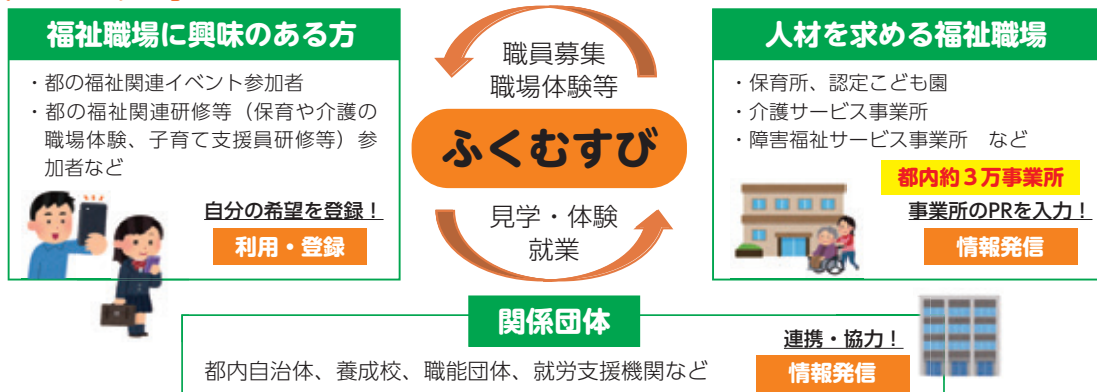 福祉職場に興味のある方
・都の福祉関連イベント参加者
・都の福祉関連研修等（保育や介護の
職場体験、子育て支援員研修等）参
加者など
自分の希望を登録！
利用・登録
職員募集
職場体験等
ふくむすび
見学・体験
就業
人材を求める福祉職場
・保育所、認定こども園
・介護サービス事業所
・障害福祉サービス事業所　など
都内約３万事業所
事業所のPRを入力！
情報発信
関係団体
都内自治体、養成校、職能団体、就労支援機関など
連携・協力！
情報発信